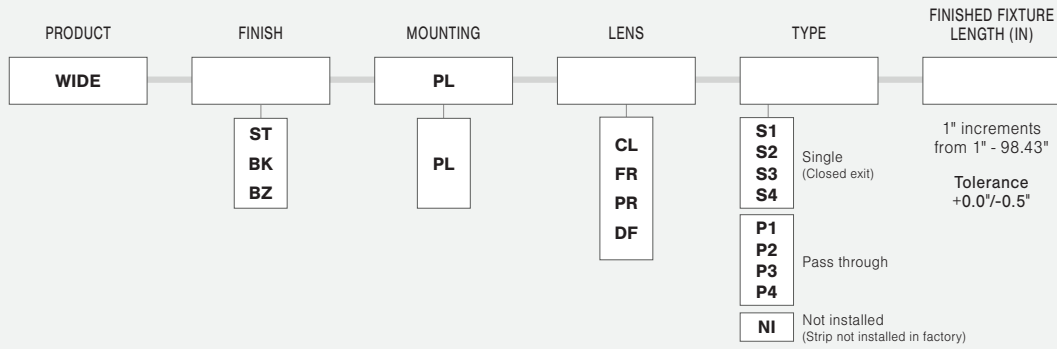 PRODUCT
FINISH
MOUNTING
LENS
TYPE
FINISHED FIXTURE
LENGTH (IN)
WIDE
PL
ST
BK
BZ
PL
CL
FR
PR
DF
S1
S2
S3
S4
Single
(Closed exit)
P1
P2
P3
P4
Pass through
NI
Not installed
(Strip not installed in factory)
1" increments
from 1" - 98.43"
Tolerance
+0.0"/-0.5"